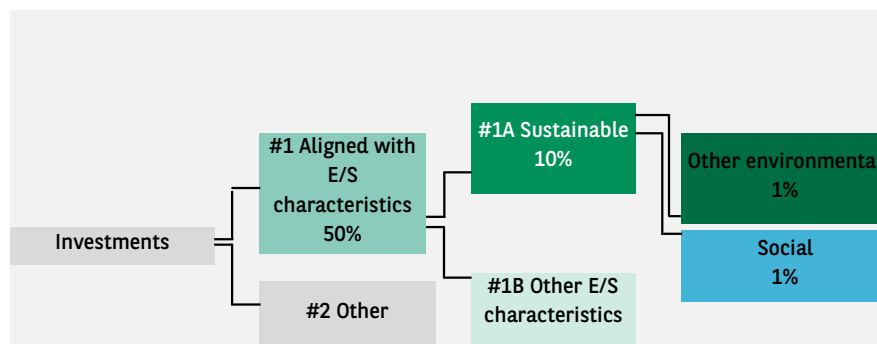 Investments
#1 Aligned with
E/S
characteristics
50%
#2 Other
#1A Sustainable
10%
#1B Other E/S
characteristics
Other environmenta
1%
Social
1%